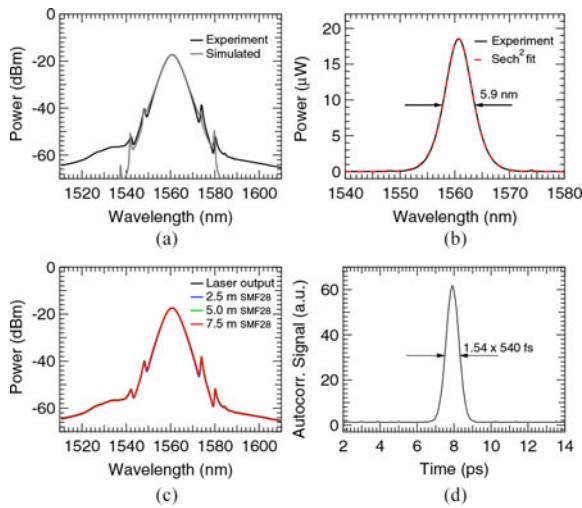 0
-20
-40
-60
Power (dBm)
Experiment
Simulated
1520 1540 1560 1580 1600
Wavelength (nm)
(a)
20
15
10
5
0
Power (μW)
Experiment
Sech² fit
5.9 nm
1540 1550 1560 1570 1580
Wavelength (nm)
(b)
0
-20
-40
-60
Power (dBm)
Laser output
2.5 m SMF28
5.0 m SMF28
7.5 m SMF28
1520 1540 1560 1580 1600
Wavelength (nm)
(c)
60
40
20
0
Autocorr. Signal (a.u.)
1.54 x 540 fs
2 4 6 8 10 12 14
Time (ps)
(d)